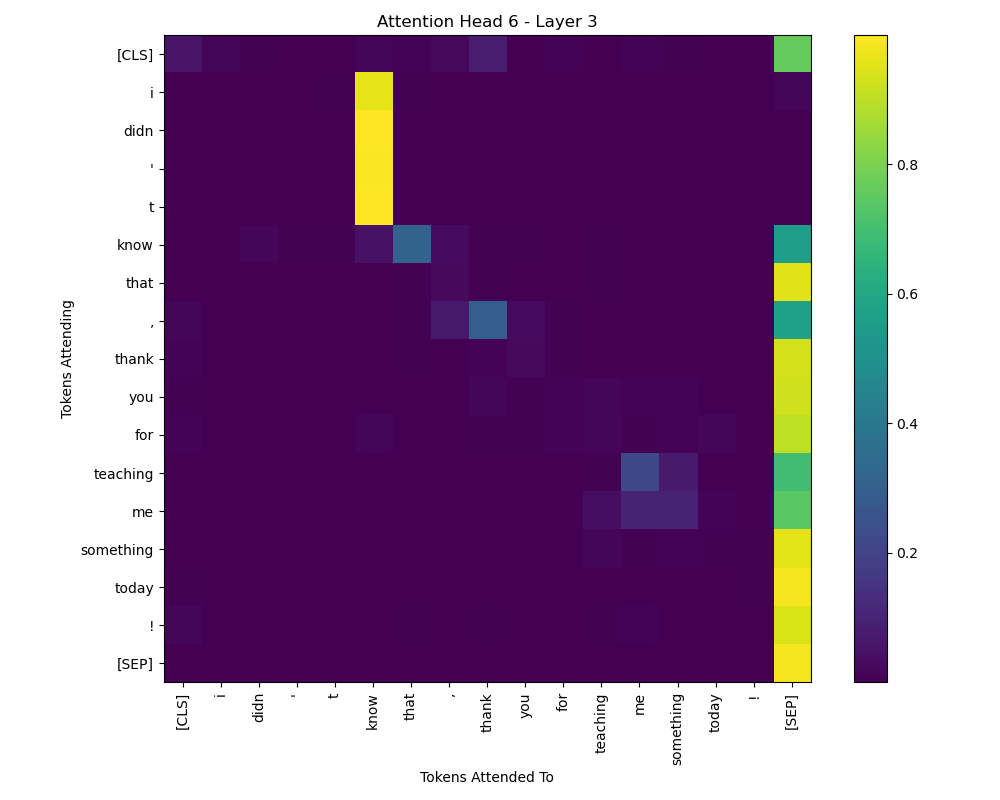 Attention Head 6 - Layer 3
[CLS]
i
didn
'
t
know
that
,
thank
you
for
teaching
me
something
today
!
[SEP]
Tokens Attending
[CLS]
i
didn
'
t
know
that
,
thank
you
for
teaching
me
something
today
!
[SEP]
Tokens Attended To
0.8
0.6
0.4
0.2